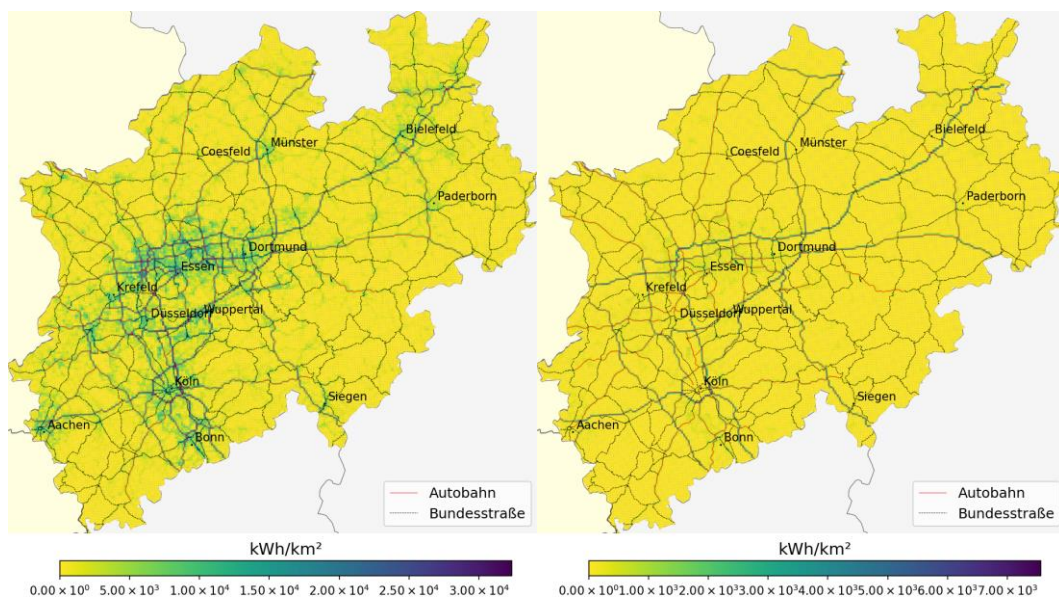 Bielefeld
Münster
Coesfeld
Paderborn
Dortmund
Essen
Krefeld
Düsseldorf
Wuppertal
Köln
Siegen
Aachen
Bonn
Autobahn
Bundesstraße
kWh/km²
0.00 × 10⁰ 5.00 × 10³ 1.00 × 10⁴ 1.50 × 10⁴ 2.00 × 10⁴ 2.50 × 10⁴ 3.00 × 10⁴
Bielefeld
Münster
Coesfeld
Paderborn
Dortmund
Essen
Krefeld
Düsseldorf
Wuppertal
Köln
Siegen
Aachen
Bonn
Autobahn
Bundesstraße
kWh/km²
0.00 × 10⁰ 1.00 × 10³ 2.00 × 10³ 3.00 × 10³ 4.00 × 10³ 5.00 × 10³ 6.00 × 10³ 7.00 × 10³